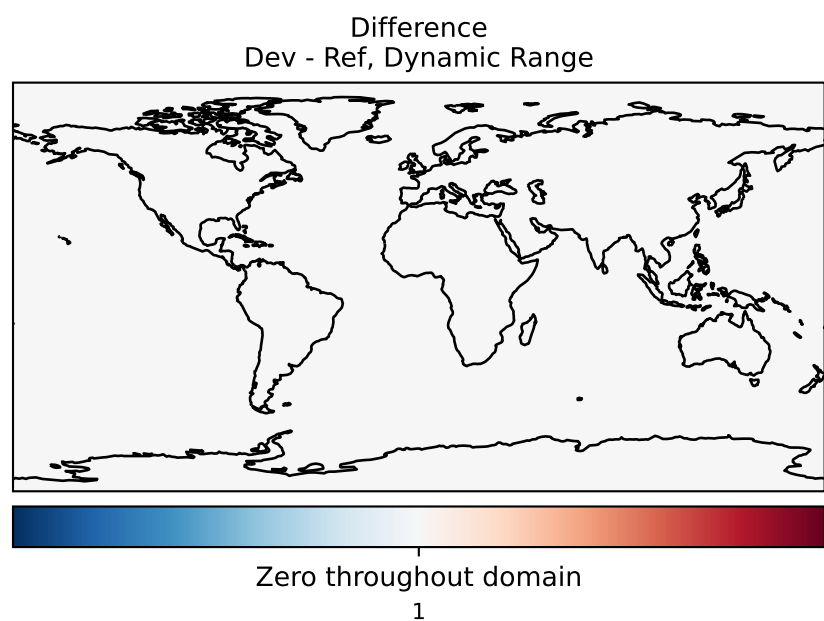 Difference
Dev - Ref, Dynamic Range
Zero throughout domain
1